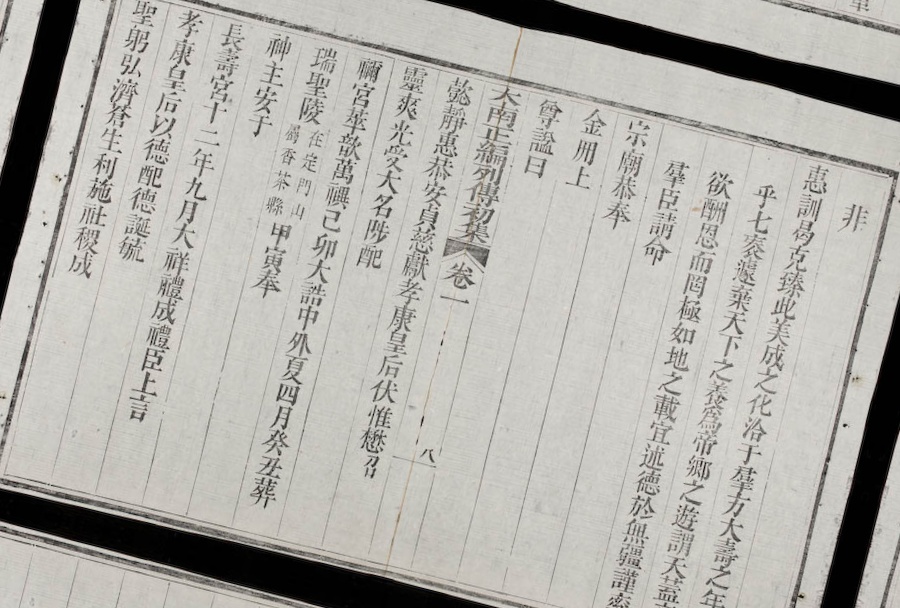 非
惠訓曷克臻此美成之化洽于羣方大壽之年
乎七袠遽棄天下之養為帝鄉之遊謂天蓋
欲酬恩而罔極如地之載宜述德於無疆謹率
羣臣請命
宗廟恭奉
金冊上
尊諡曰
大南正編列傳初集 卷一 八
懿靜惠恭安貞慈獻孝康皇后伏惟懋召
靈爽光受大名陟配
禰宮華歆萬禩己卯大誥中外夏四月癸丑葬
瑞聖陵在定門山屬香茶縣甲寅奉
神主安于
長壽宮十二年九月大祥禮成禮臣上言
孝康皇后以德配德誕毓
聖躬弘濟蒼生利施社稷成